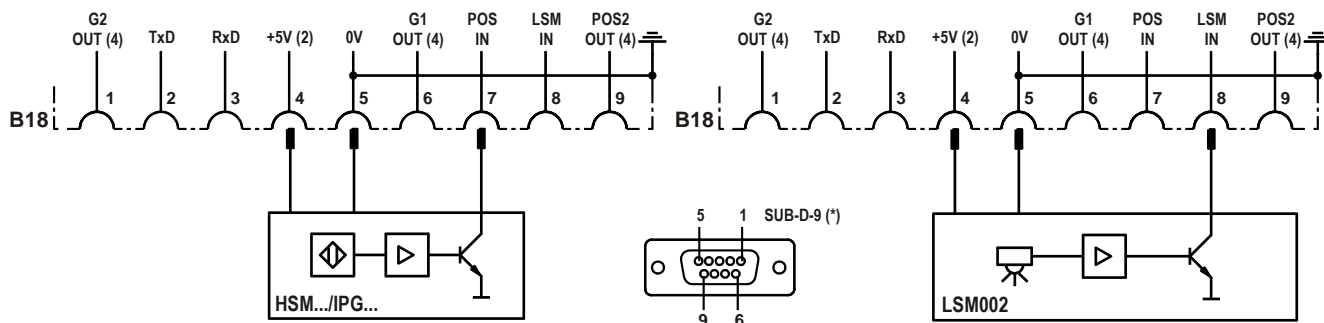 G2 OUT (4) TxD RxD +5V (2) 0V G1 OUT (4) POS IN LSM IN POS2 OUT (4)
B18 1 2 3 4 5 6 7 8 9
HSM.../IPG...
G2 OUT (4) TxD RxD +5V (2) 0V G1 OUT (4) POS IN LSM IN POS2 OUT (4)
B18 1 2 3 4 5 6 7 8 9
5 1 SUB-D-9 (*)
9 6
LSM002